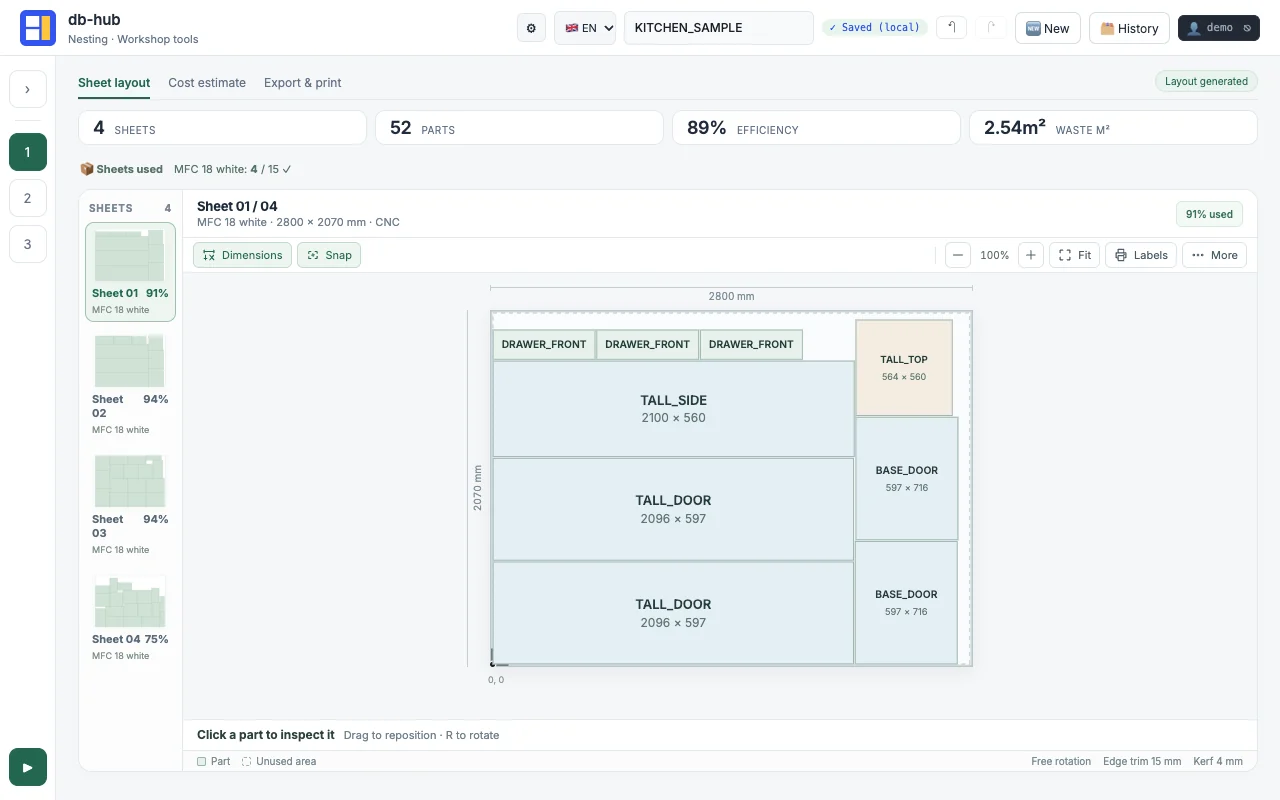 db-hub
Nesting · Workshop tools
EN
KITCHEN_SAMPLE
✓ Saved (local)
New
History
demo
Sheet layout
Cost estimate
Export & print
Layout generated
4 SHEETS
52 PARTS
89% EFFICIENCY
2.54m² WASTE M²
Sheets used MFC 18 white: 4 / 15 ✓
1
2
3
SHEETS 4
Sheet 01 91%
MFC 18 white
Sheet 02 94%
MFC 18 white
Sheet 03 94%
MFC 18 white
Sheet 04 75%
MFC 18 white
Sheet 01 / 04
MFC 18 white · 2800 × 2070 mm · CNC
91% used
Dimensions
Snap
100%
Fit
Labels
More
2800 mm
2070 mm
DRAWER_FRONT
DRAWER_FRONT
DRAWER_FRONT
TALL_TOP
564 × 560
TALL_SIDE
2100 × 560
BASE_DOOR
597 × 716
TALL_DOOR
2096 × 597
BASE_DOOR
597 × 716
TALL_DOOR
2096 × 597
0, 0
Click a part to inspect it Drag to reposition · R to rotate
Part
Unused area
Free rotation
Edge trim 15 mm
Kerf 4 mm